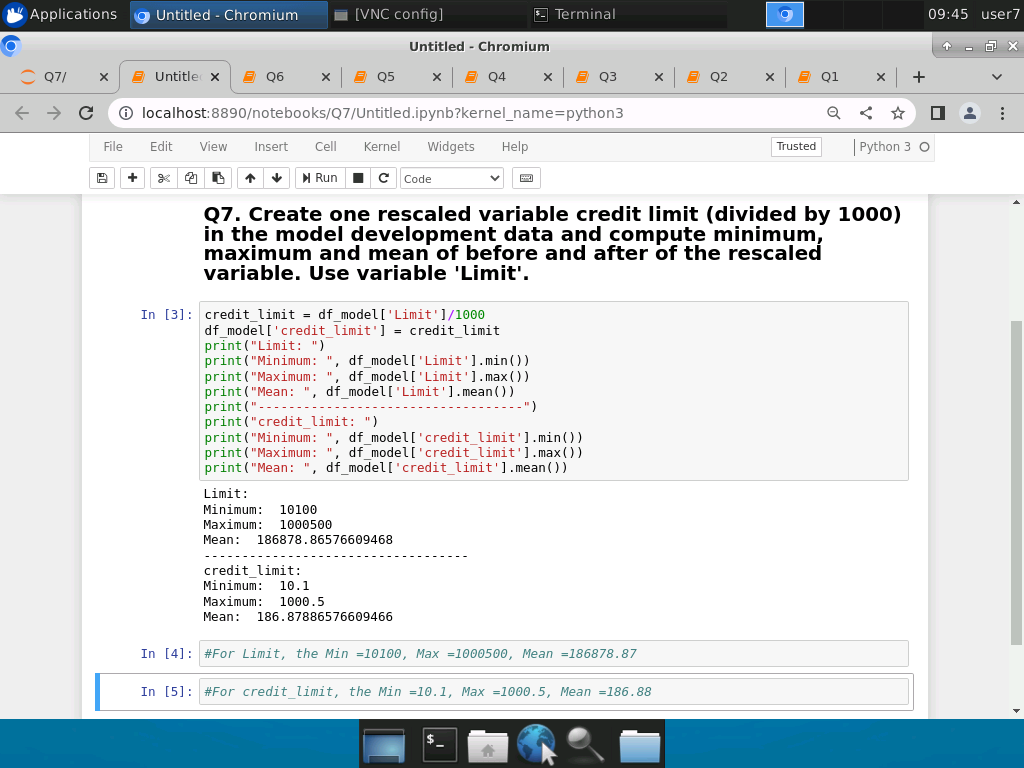 Applications
Untitled - Chromium
[VNC config]
Terminal
09:45
user7
Untitled - Chromium
Q7/
Untitle
Q6
Q5
Q4
Q3
Q2
Q1
localhost:8890/notebooks/Q7/Untitled.ipynb?kernel_name=python3
File Edit View Insert Cell Kernel Widgets Help
Trusted
Python 3
Run
Code
Q7. Create one rescaled variable credit limit (divided by 1000)
in the model development data and compute minimum,
maximum and mean of before and after of the rescaled
variable. Use variable 'Limit'.
In [3]:
credit_limit = df_model['Limit']/1000
df_model['credit_limit'] = credit_limit
print("Limit: ")
print("Minimum: ", df_model['Limit'].min())
print("Maximum: ", df_model['Limit'].max())
print("Mean: ", df_model['Limit'].mean())
print("-----------------------------------")
print("credit_limit: ")
print("Minimum: ", df_model['credit_limit'].min())
print("Maximum: ", df_model['credit_limit'].max())
print("Mean: ", df_model['credit_limit'].mean())
Limit:
Minimum:  10100
Maximum:  1000500
Mean:  186878.86576609468
-----------------------------------
credit_limit:
Minimum:  10.1
Maximum:  1000.5
Mean:  186.87886576609466
In [4]: #For Limit, the Min =10100, Max =1000500, Mean =186878.87
In [5]: #For credit_limit, the Min =10.1, Max =1000.5, Mean =186.88
$_